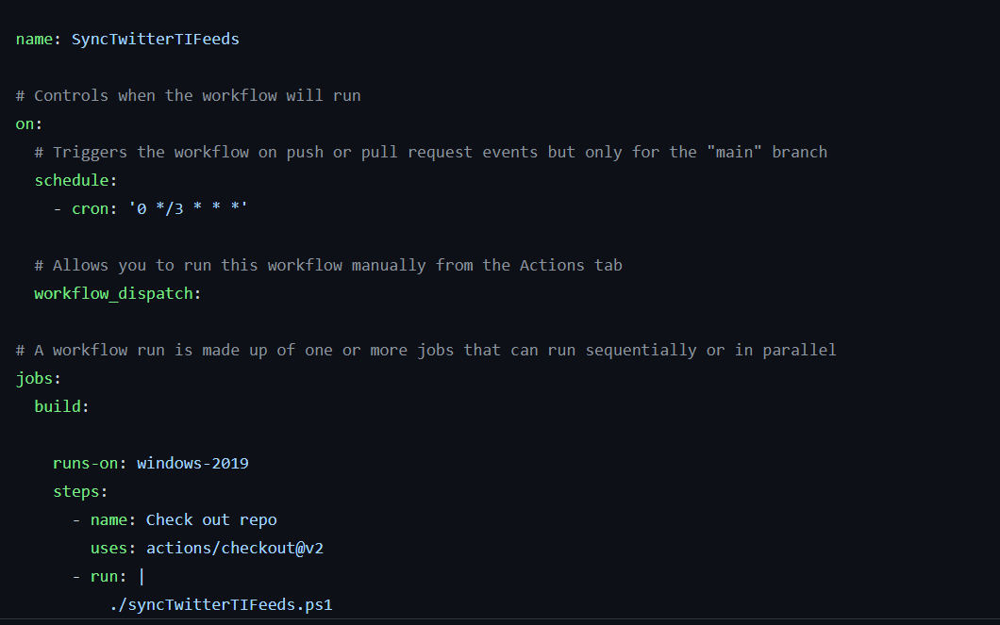 name: SyncTwitterTIFeeds
# Controls when the workflow will run
on:
  # Triggers the workflow on push or pull request events but only for the "main" branch
  schedule:
    - cron: '0 */3 * * *'
  # Allows you to run this workflow manually from the Actions tab
  workflow_dispatch:
# A workflow run is made up of one or more jobs that can run sequentially or in parallel
jobs:
  build:
    runs-on: windows-2019
    steps:
      - name: Check out repo
        uses: actions/checkout@v2
      - run: |
          ./syncTwitterTIFeeds.ps1